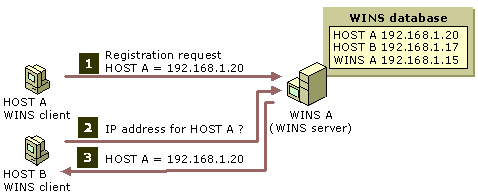 WINS database
HOST A 192.168.1.20
HOST B 192.168.1.17
WINS A 192.168.1.15
1
Registration request
HOST A = 192.168.1.20
HOST A
WINS client
WINS A
(WINS server)
2
IP address for HOST A ?
3
HOST A = 192.168.1.20
HOST B
WINS client